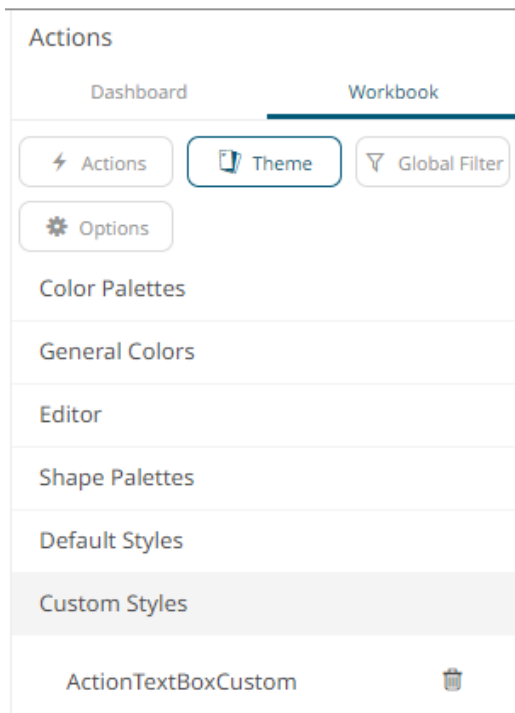 Actions
Dashboard Workbook
Actions Theme Global Filter
Options
Color Palettes
General Colors
Editor
Shape Palettes
Default Styles
Custom Styles
ActionTextBoxCustom